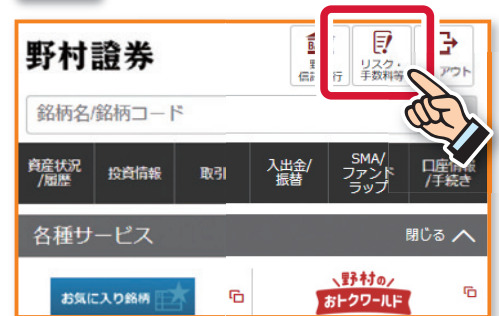 野村證券
リスク・
手数料等
アウト
銘柄名/銘柄コード
資産状況
/履歴
投資情報
取引
入出金/
振替
SMA/
ファンド
ラップ
口座情報
/手続き
各種サービス
閉じる
お気に入り銘柄
野村の
おトクワールド